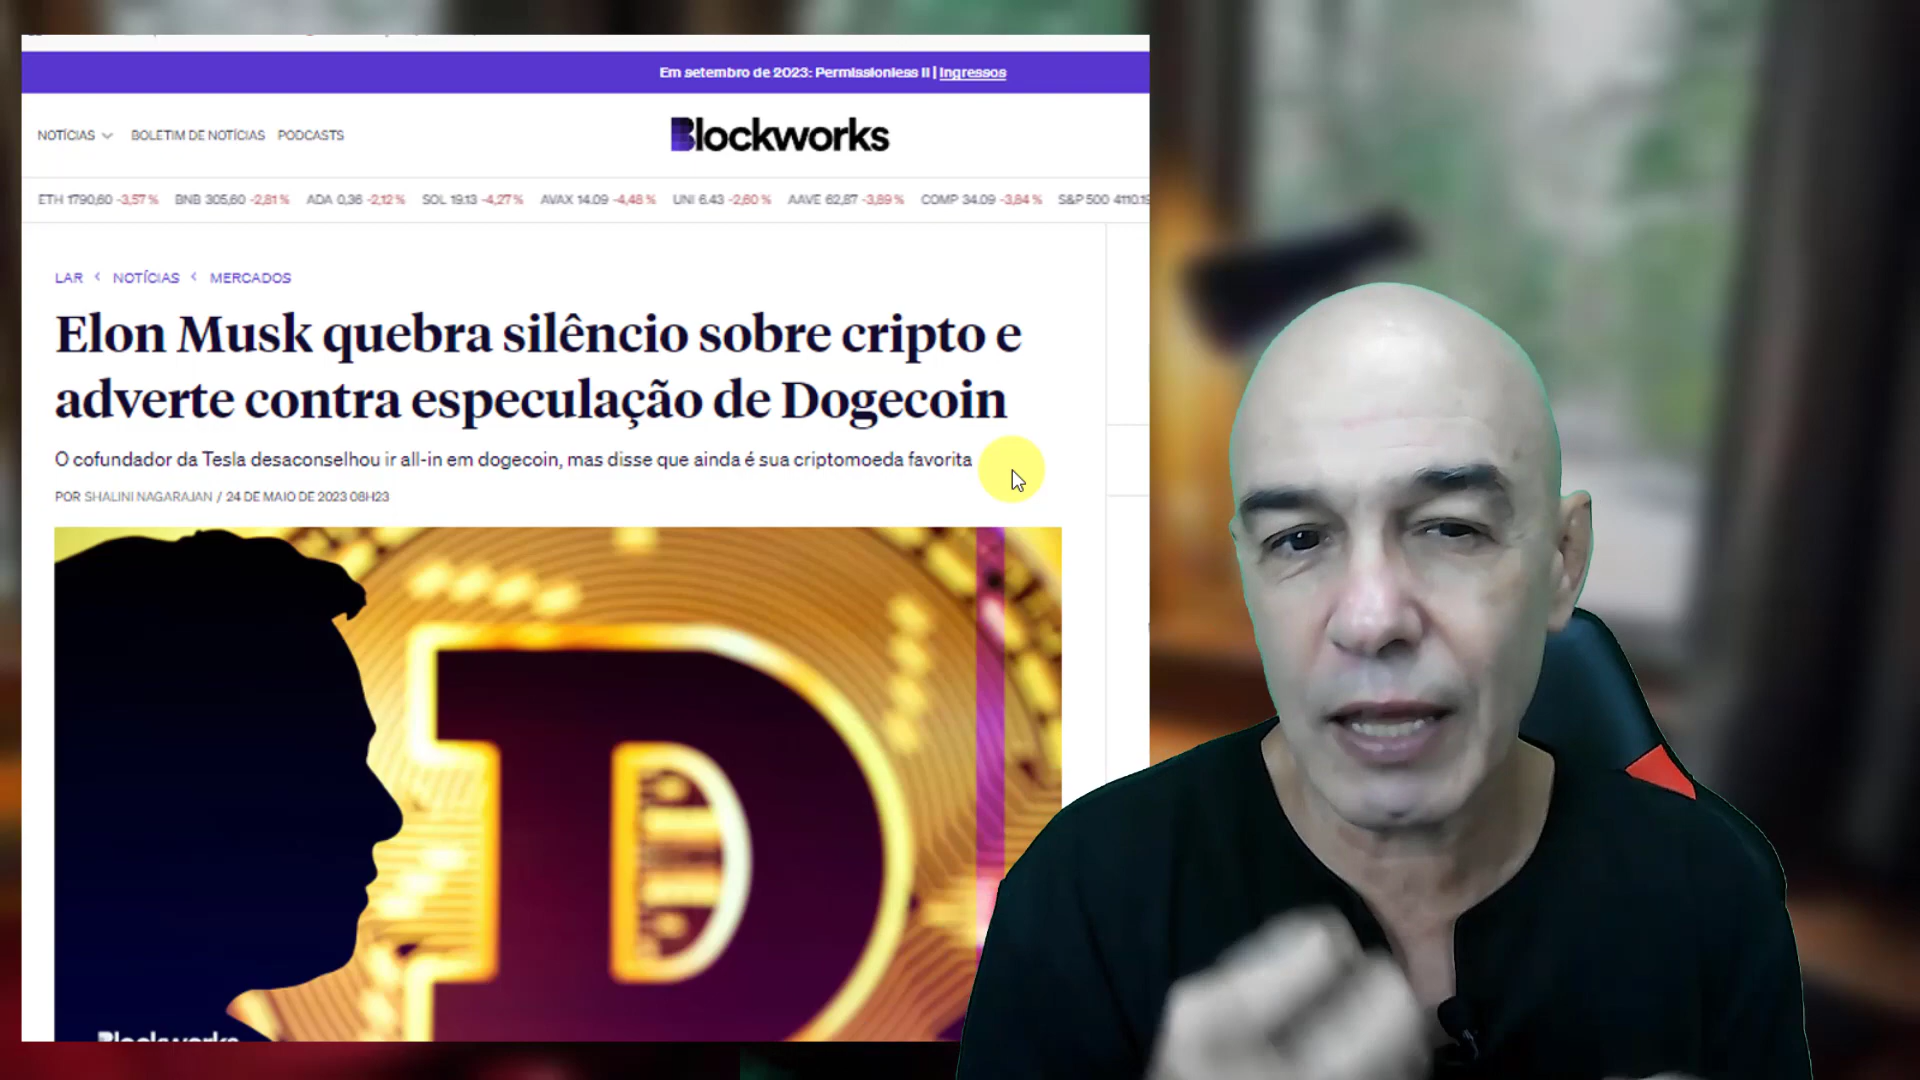 Em setembro de 2023: Permissionless II | Ingressos
NOTÍCIAS BOLETIM DE NOTÍCIAS PODCASTS
Blockworks
ETH 1790,60 -3,57 % BNB 305,60 -2,81 % ADA 0,36 -2,12 % SOL 19.13 -4,27 % AVAX 14.09 -4,48 % UNI 6.43 -2,60 % AAVE 62,87 -3,89 % COMP 34.09 -3,84 % S&P 500 4110.19
LAR NOTÍCIAS MERCADOS
Elon Musk quebra silêncio sobre cripto e
adverte contra especulação de Dogecoin
O cofundador da Tesla desaconselhou ir all-in em dogecoin, mas disse que ainda é sua criptomoeda favorita
POR SHALINI NAGARAJAN / 24 DE MAIO DE 2023 08H23
Blockworks